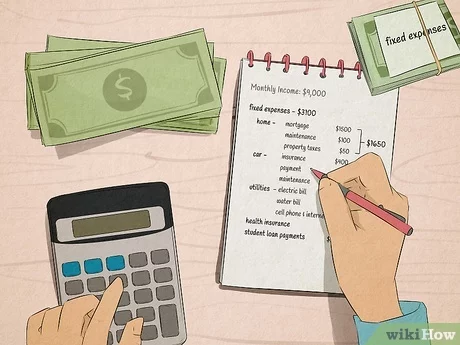 fixed expenses
$
Monthly Income: $9,000
fixed expenses - $3100
home - mortgage $1500
maintenance $100 $1650
property taxes $50
car - insurance $400
payment
maintenance
utilities - electric bill
water bill
cell phone &
health insurance
student loan payments
wikiHow